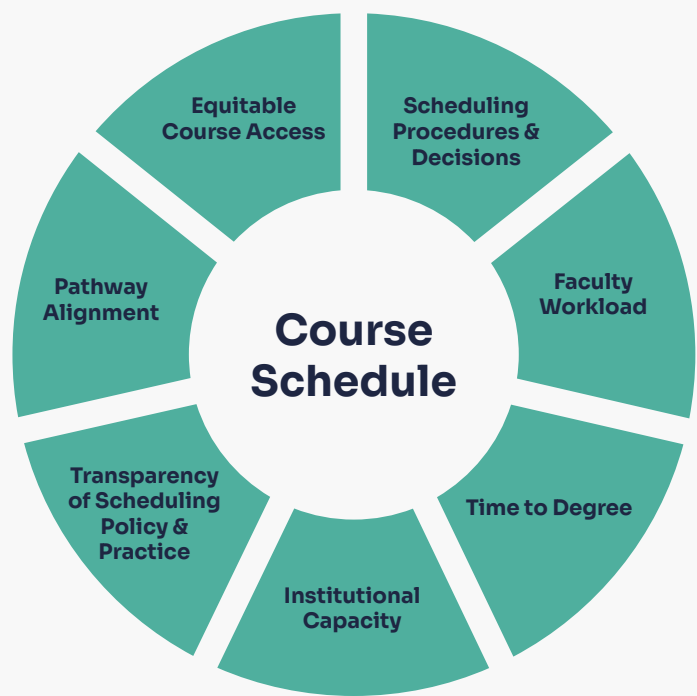 Equitable
Course Access
Scheduling
Procedures &
Decisions
Pathway
Alignment
Faculty
Workload
Course
Schedule
Transparency
of Scheduling
Policy &
Practice
Time to Degree
Institutional
Capacity